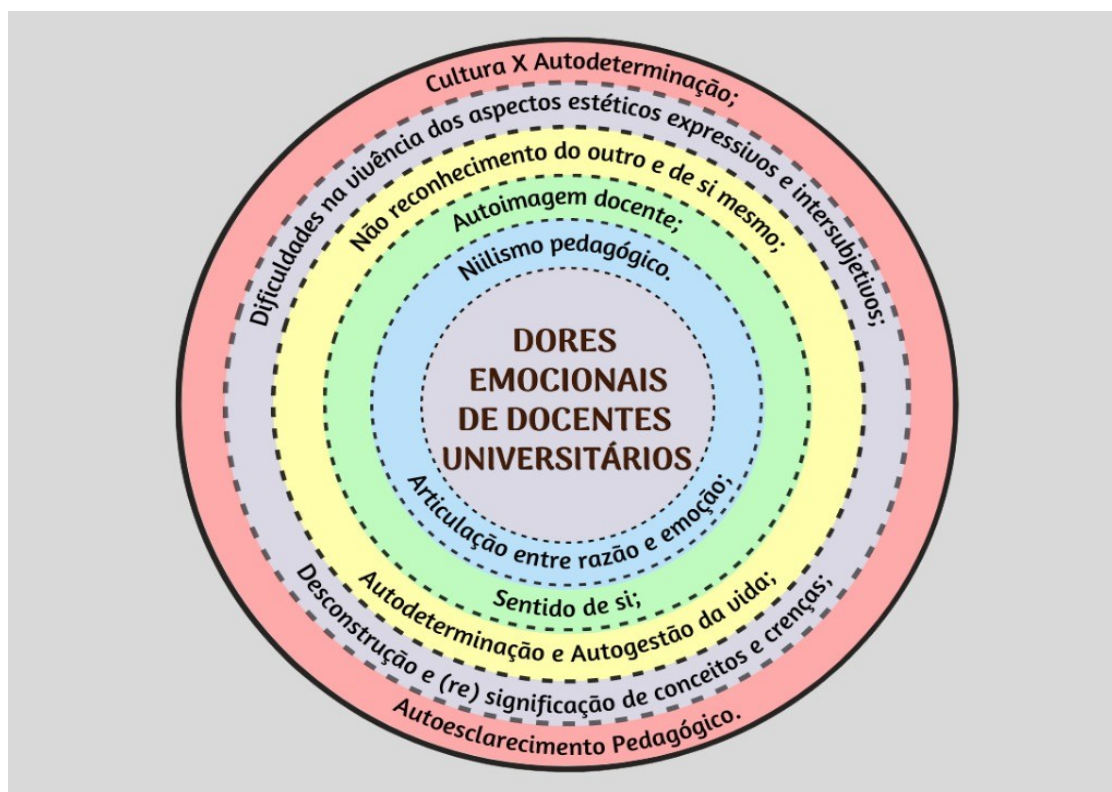 Cultura X Autodeterminação;
Dificuldades na vivência dos aspectos estéticos expressivos e intersubjetivos;
Não reconhecimento do outro e de si mesmo;
Autoimagem docente;
Niilismo pedagógico.
DORES
EMOCIONAIS
DE DOCENTES
UNIVERSITÁRIOS
Articulação entre razão e emoção;
Sentido de si;
Autodeterminação e Autogestão da vida;
Desconstrução e (re) significação de conceitos e crenças;
Autoesclarecimento Pedagógico.